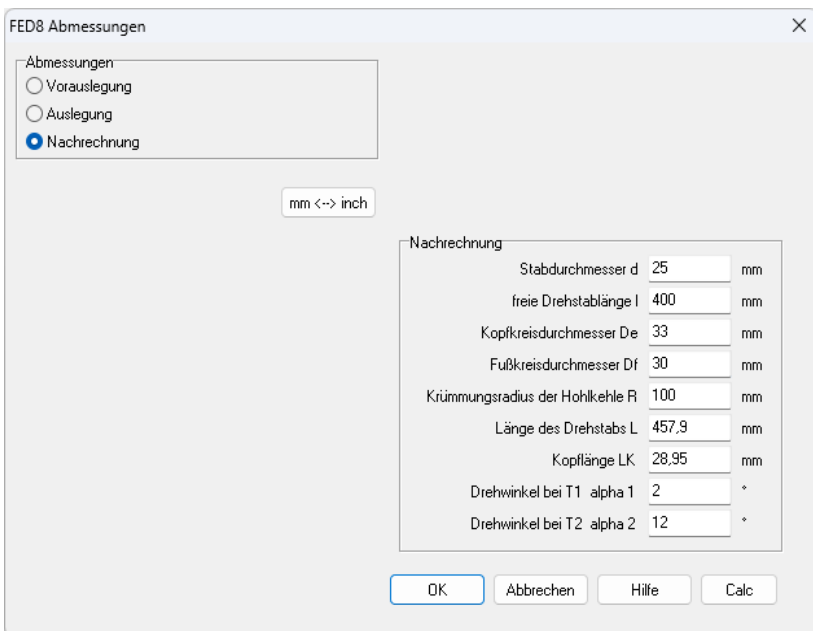 FED8 Abmessungen
Abmessungen
Vorauslegung
Auslegung
Nachrechnung
mm <--> inch
Nachrechnung
Stabdurchmesser d 25 mm
freie Drehstablänge l 400 mm
Kopfkreisdurchmesser De 33 mm
Fußkreisdurchmesser Df 30 mm
Krümmungsradius der Hohlkehle R 100 mm
Länge des Drehstabs L 457,9 mm
Kopflänge LK 28,95 mm
Drehwinkel bei T1 alpha 1 2 °
Drehwinkel bei T2 alpha 2 12 °
OK Abbrechen Hilfe Calc